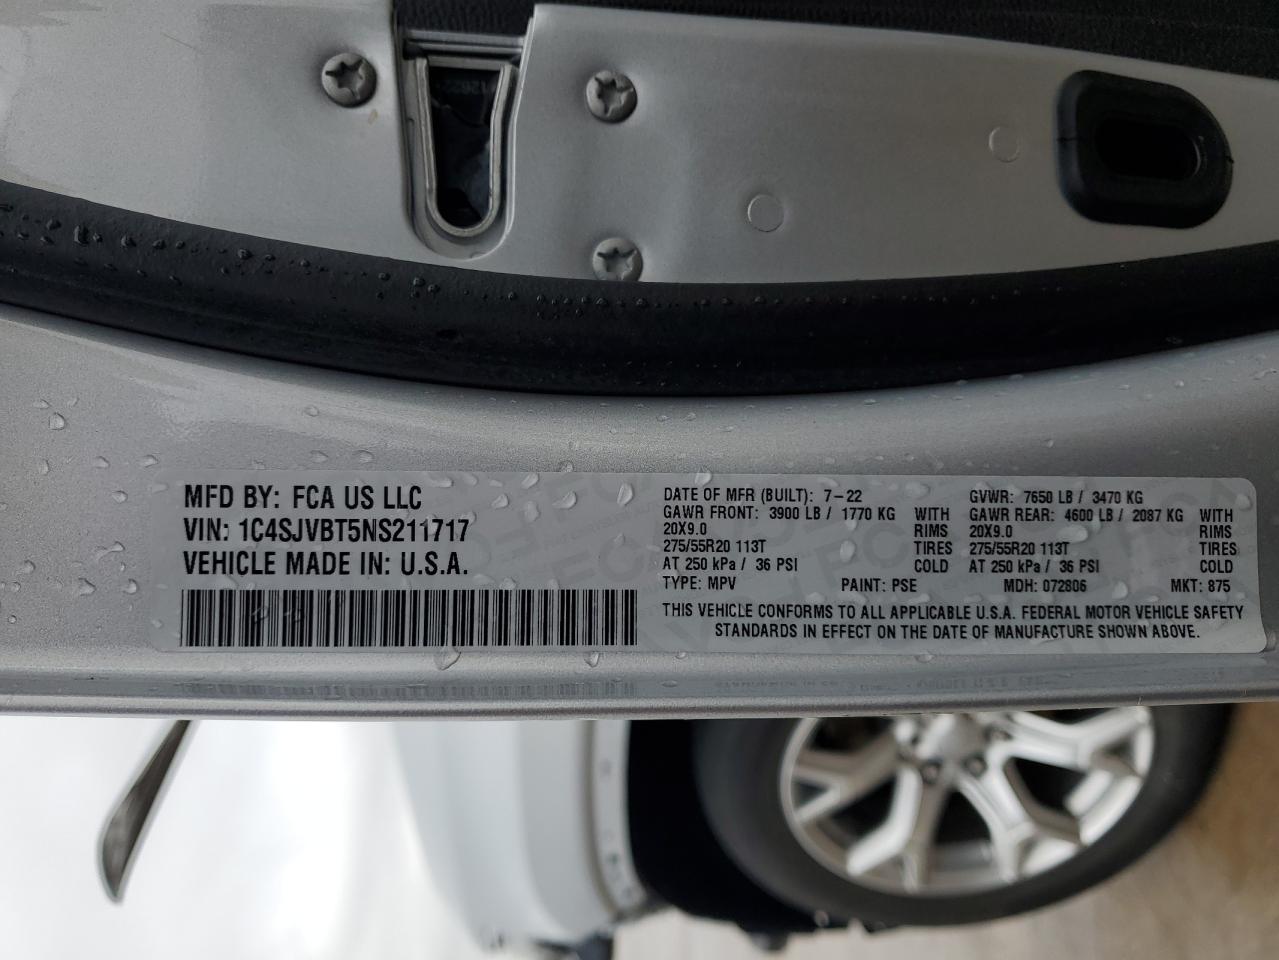 MFD BY: FCA US LLC
VIN: 1C4SJVBT5NS211717
VEHICLE MADE IN: U.S.A.
DATE OF MFR (BUILT): 7-22 GVWR: 7650 LB / 3470 KG
GAWR FRONT: 3900 LB / 1770 KG WITH GAWR REAR: 4600 LB / 2087 KG WITH
20X9.0 RIMS 20X9.0 RIMS
275/55R20 113T TIRES 275/55R20 113T TIRES
AT 250 kPa / 36 PSI COLD AT 250 kPa / 36 PSI COLD
TYPE: MPV PAINT: PSE MDH: 072806 MKT: 875
THIS VEHICLE CONFORMS TO ALL APPLICABLE U.S.A. FEDERAL MOTOR VEHICLE SAFETY
STANDARDS IN EFFECT ON THE DATE OF MANUFACTURE SHOWN ABOVE.